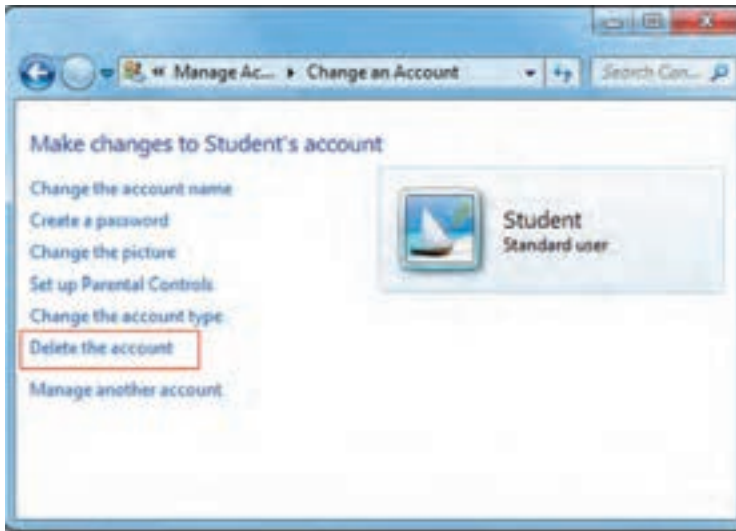 « Manage Ac... ▸ Change an Account
Search Con...
Make changes to Student's account
Change the account name
Create a password
Change the picture
Set up Parental Controls
Change the account type
Delete the account
Manage another account
Student
Standard user